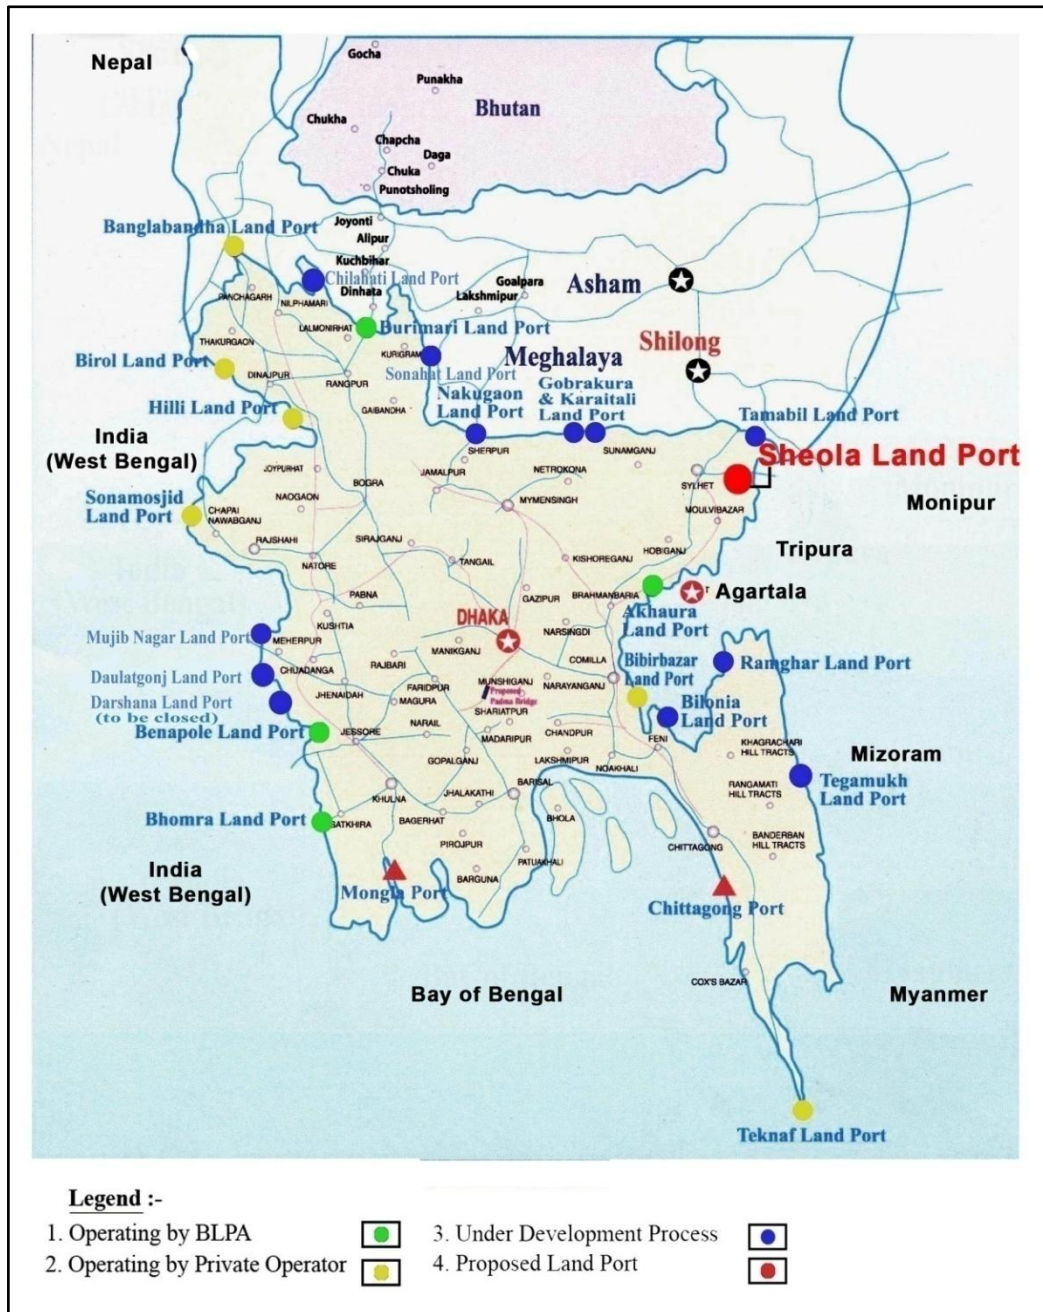 Nepal
Gocha
Punakha
Bhutan
Chukha
Chapcha
Daga
Chuka
Punotsholing
Joyonti
Banglabandha Land Port
Alipur
Kuchbihar
Chilahati Land Port
Goalpara
Asham
Dinhata
Lakshmipur
PANCHAGARH
NILPHAMARI
LALMONIRHAT
Burimari Land Port
Shilong
THAKURGAON
KURIGRAM
Meghalaya
Birol Land Port
DINAJPUR
RANGPUR
Sonahat Land Port
Nakugaon
Land Port
Gobrakura
& Karaitali
Land Port
Hilli Land Port
GAIBANDHA
Tamabil Land Port
India
(West Bengal)
SHERPUR
SUNAMGANJ
Sheola Land Port
JOYPURHAT
JAMALPUR
NETROKONA
BOGRA
SYLHET
Sonamosjid
Land Port
NAOGAON
MYMENSINGH
Monipur
CHAPAI
NAWABGANJ
MOULVIBAZAR
RAJSHAHI
SIRAJGANJ
HOBIGANJ
Tripura
NATORE
TANGAIL
KISHOREGANJ
PABNA
GAZIPUR
BRAHMANBARIA
Agartala
KUSHTIA
DHAKA
Akhaura
Land Port
Mujib Nagar Land Port
MEHERPUR
MANIKGANJ
NARSINGDI
COMILLA
Bibirbazar
Land Port
Ramghar Land Port
CHUADANGA
RAJBARI
Daulatgonj Land Port
JHENAIDAH
FARIDPUR
MUNSHIGANJ
NARAYANGANJ
Proposed
Padma Bridge
Darshana Land Port
(to be closed)
MAGURA
SHARIATPUR
Bilonia
Land Port
Benapole Land Port
JESSORE
NARAIL
MADARIPUR
CHANDPUR
FENI
KHAGRACHARI
HILL TRACTS
Mizoram
GOPALGANJ
LAKSHMIPUR
NOAKHALI
Tegamukh
Land Port
RANGAMATI
HILL TRACTS
BARISAL
KHULNA
JHALAKATHI
Bhomra Land Port
SATKHIRA
BAGERHAT
BHOLA
BANDERBAN
HILL TRACTS
PIROJPUR
CHITTAGONG
PATUAKHALI
India
(West Bengal)
BARGUNA
Mongla Port
Chittagong Port
COX'S BAZAR
Bay of Bengal
Myanmer
Teknaf Land Port
Legend :-
1. Operating by BLPA
2. Operating by Private Operator
3. Under Development Process
4. Proposed Land Port